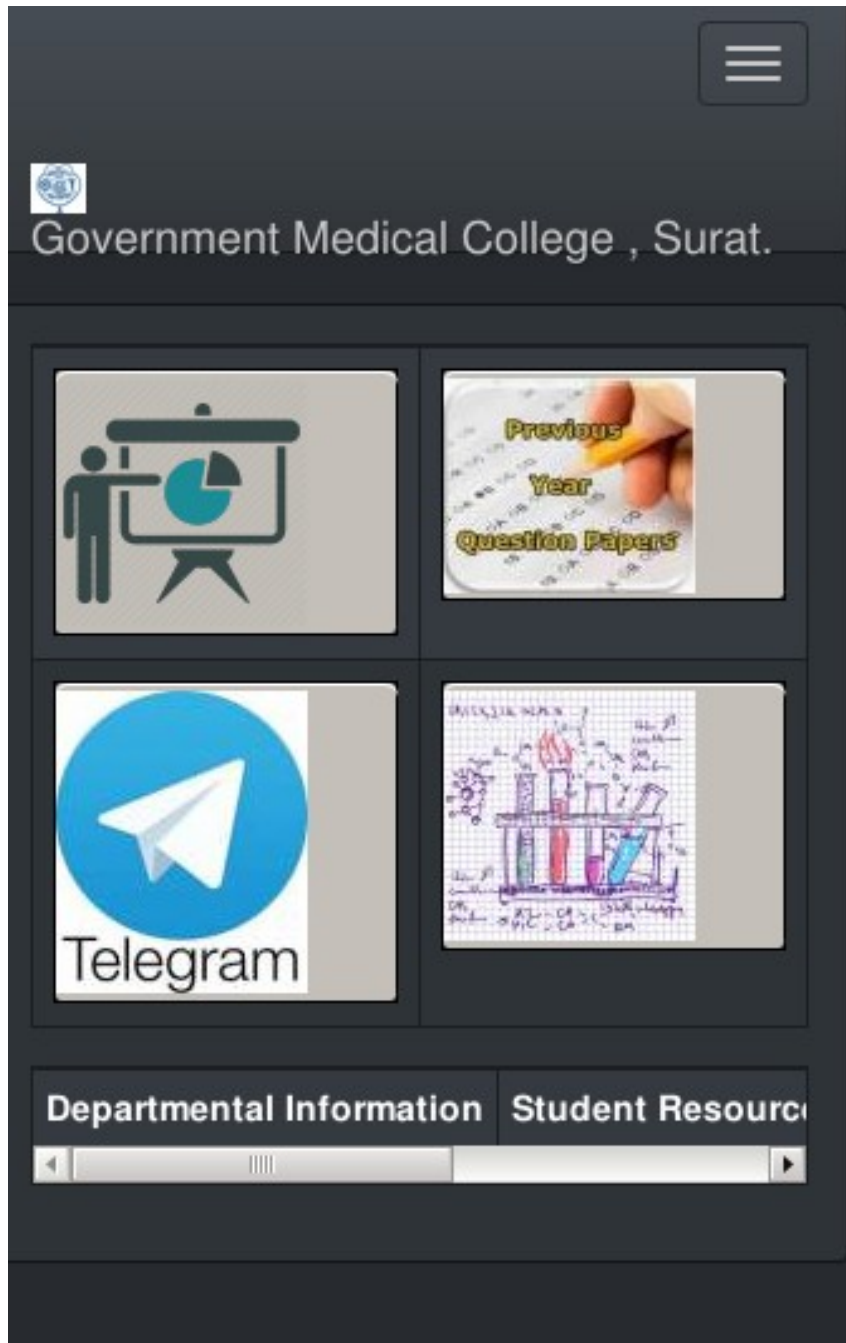 Government Medical College , Surat.
Previous
Year
Question Papers
Telegram
Departmental Information
Student Resourc